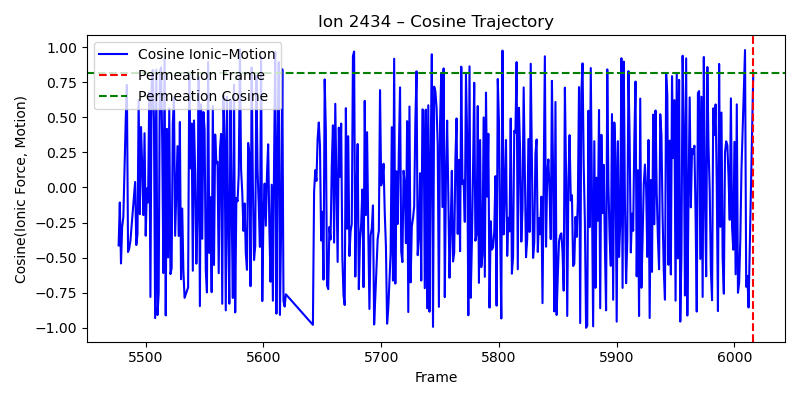 Ion 2434 – Cosine Trajectory
Cosine(Ionic Force, Motion)
1.00
0.75
0.50
0.25
0.00
−0.25
−0.50
−0.75
−1.00
Cosine Ionic–Motion
Permeation Frame
Permeation Cosine
5500
5600
5700
5800
5900
6000
Frame